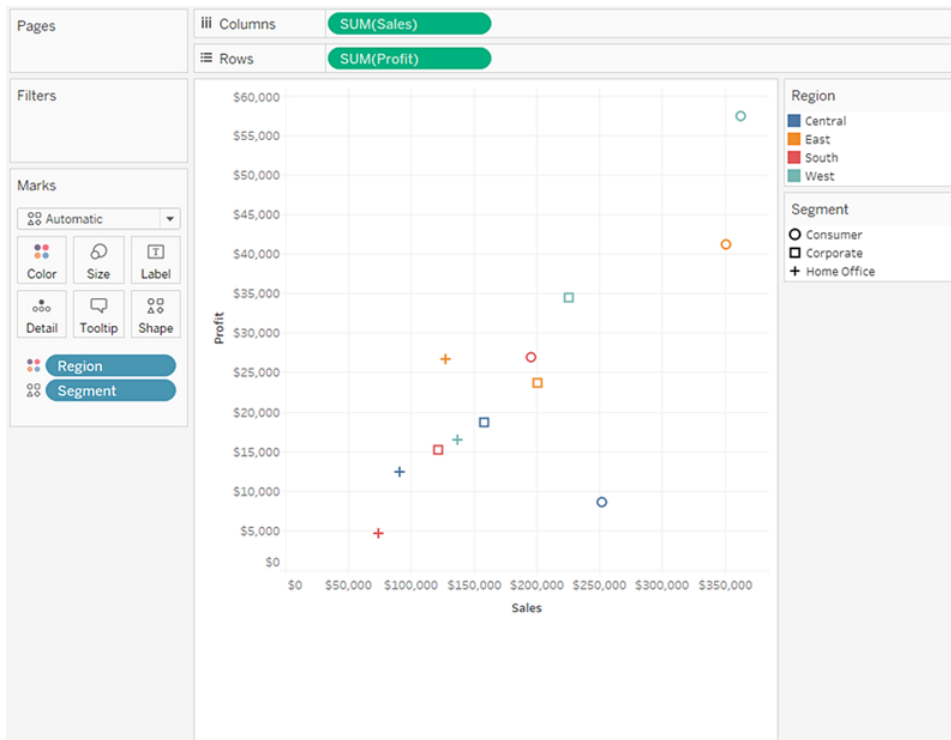 Pages
Columns
SUM(Sales)
Rows
SUM(Profit)
Filters
Marks
Automatic
Color
Size
Label
Detail
Tooltip
Shape
Region
Segment
$60,000
$55,000
$50,000
$45,000
$40,000
$35,000
$30,000
$25,000
$20,000
$15,000
$10,000
$5,000
$0
Profit
$0 $50,000 $100,000 $150,000 $200,000 $250,000 $300,000 $350,000
Sales
Region
Central
East
South
West
Segment
Consumer
Corporate
Home Office